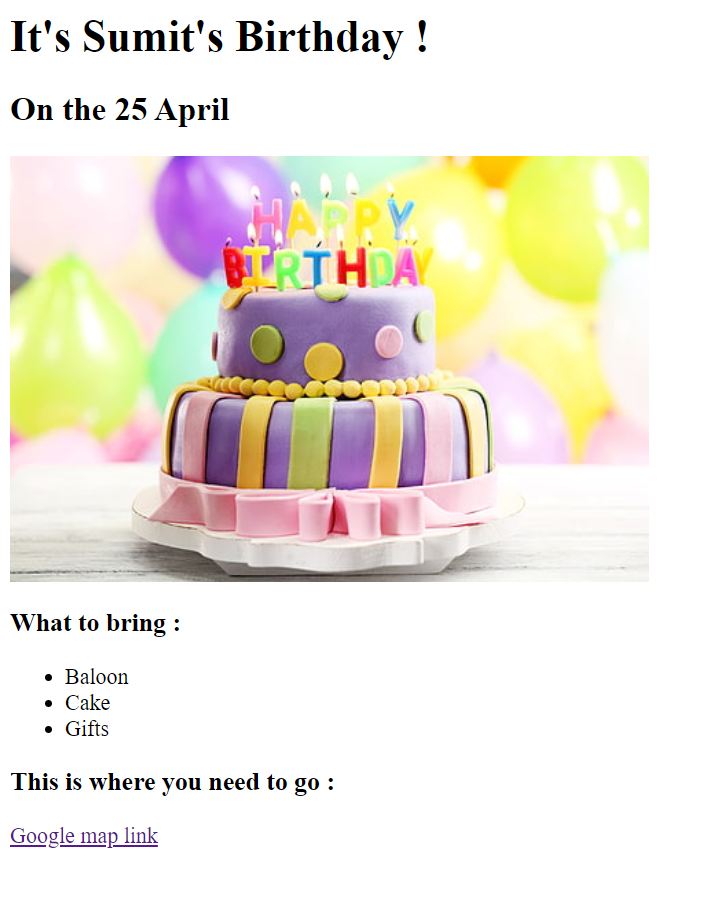 It's Sumit's Birthday !
On the 25 April
HAPPY
BIRTHDAY
What to bring :
Baloon
Cake
Gifts
This is where you need to go :
Google map link